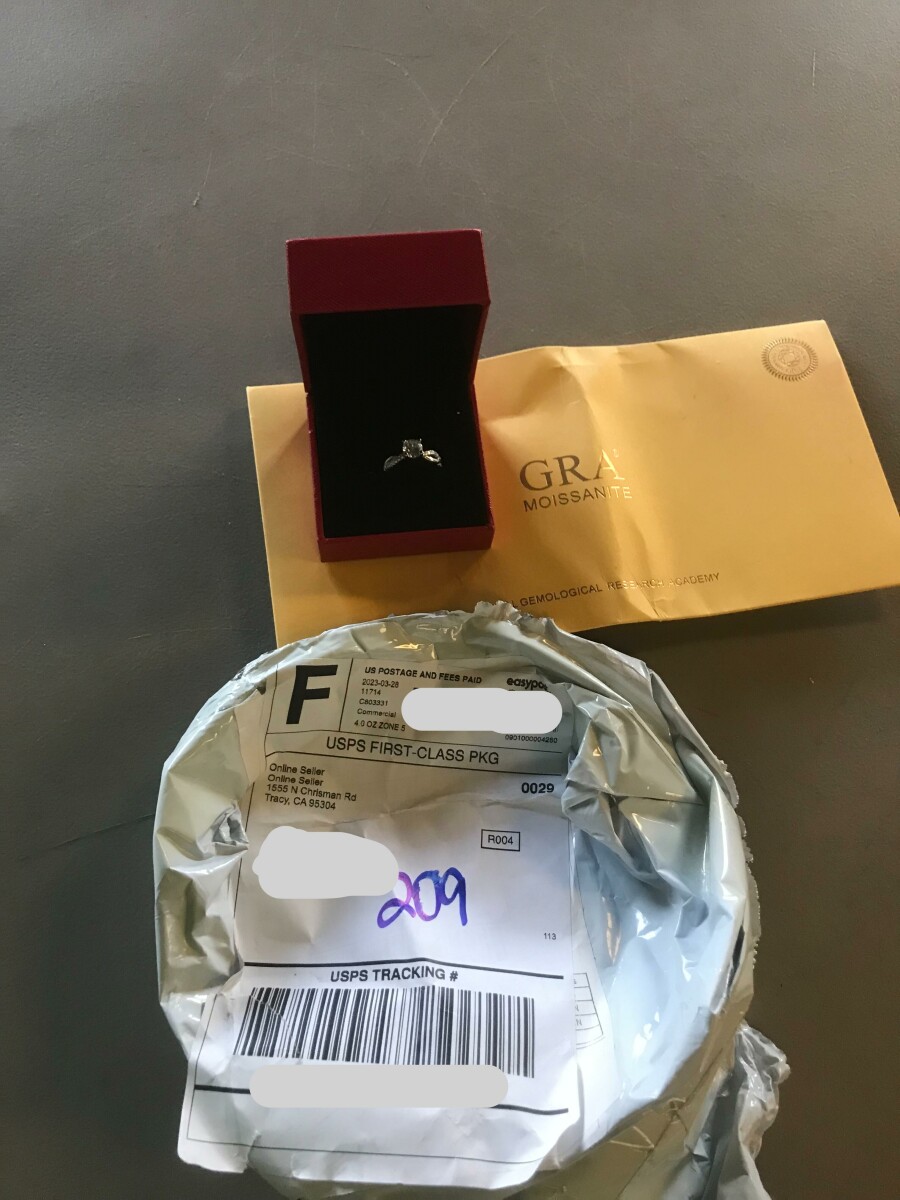 GRA
MOISSANITE
GEMOLOGICAL RESEARCH ACADEMY
F
US POSTAGE AND FEES PAID
2023-03-28
11714
C803331
Commercial
4.0 OZ ZONE 5
easypo
0901000004260
USPS FIRST-CLASS PKG
Online Seller
Online Seller
1555 N Chrisman Rd
Tracy, CA 95304
0029
R004
209
113
USPS TRACKING #